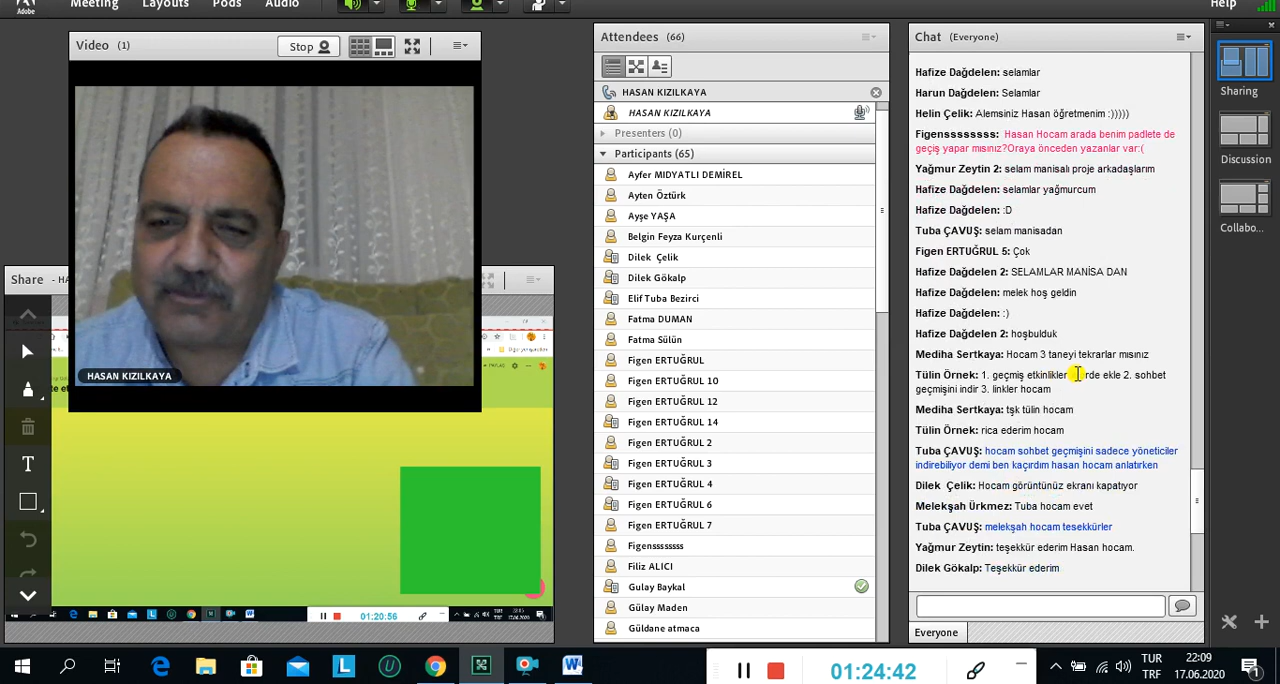 Adobe
Meeting
Layouts
Pods
Audio
Help
Video (1)
Stop
HASAN KIZILKAYA
Share - HA
01:20:56
22:05
17.06.2020
Attendees (66)
HASAN KIZILKAYA
HASAN KIZILKAYA
Presenters (0)
Participants (65)
Ayfer MIDYATLI DEMİREL
Ayten Öztürk
Ayşe YAŞA
Belgin Feyza Kurçenli
Dilek Çelik
Dilek Gökalp
Elif Tuba Bezirci
Fatma DUMAN
Fatma Sülün
Figen ERTUĞRUL
Figen ERTUĞRUL 10
Figen ERTUĞRUL 12
Figen ERTUĞRUL 14
Figen ERTUĞRUL 2
Figen ERTUĞRUL 3
Figen ERTUĞRUL 4
Figen ERTUĞRUL 6
Figen ERTUĞRUL 7
Figenssssssss
Filiz ALICI
Gulay Baykal
Gülay Maden
Güldane atmaca
Chat (Everyone)
Hafize Dağdelen: selamlar
Harun Dağdelen: Selamlar
Helin Çelik: Alemsiniz Hasan öğretmenim :)))))
Figenssssssss: Hasan Hocam arada benim padlete de
geçiş yapar mısınız?Oraya önceden yazanlar var:(
Yağmur Zeytin 2: selam manisalı proje arkadaşlarım
Hafize Dağdelen: selamlar yağmurcum
Hafize Dağdelen: :D
Tuba ÇAVUŞ: selam manisadan
Figen ERTUĞRUL 5: Çok
Hafize Dağdelen 2: SELAMLAR MANİSA DAN
Hafize Dağdelen: melek hoş geldin
Hafize Dağdelen: :)
Hafize Dağdelen 2: hoşbulduk
Mediha Sertkaya: Hocam 3 taneyi tekrarlar mısınız
Tülin Örnek: 1. geçmiş etkinlikler rde ekle 2. sohbet
geçmişini indir 3. linkler hocam
Mediha Sertkaya: tşk tülin hocam
Tülin Örnek: rica ederim hocam
Tuba ÇAVUŞ: hocam sohbet geçmişini sadece yöneticiler
indirebiliyor demi ben kaçırdım hasan hocam anlatırken
Dilek Çelik: Hocam görüntünüz ekranı kapatıyor
Melekşah Ürkmez: Tuba hocam evet
Tuba ÇAVUŞ: melekşah hocam tesekkürler
Yağmur Zeytin: teşekkür ederim Hasan hocam.
Dilek Gökalp: Teşekkür ederim
Everyone
Sharing
Discussion
Collabo...
01:24:42
TUR
TRF
22:09
17.06.2020